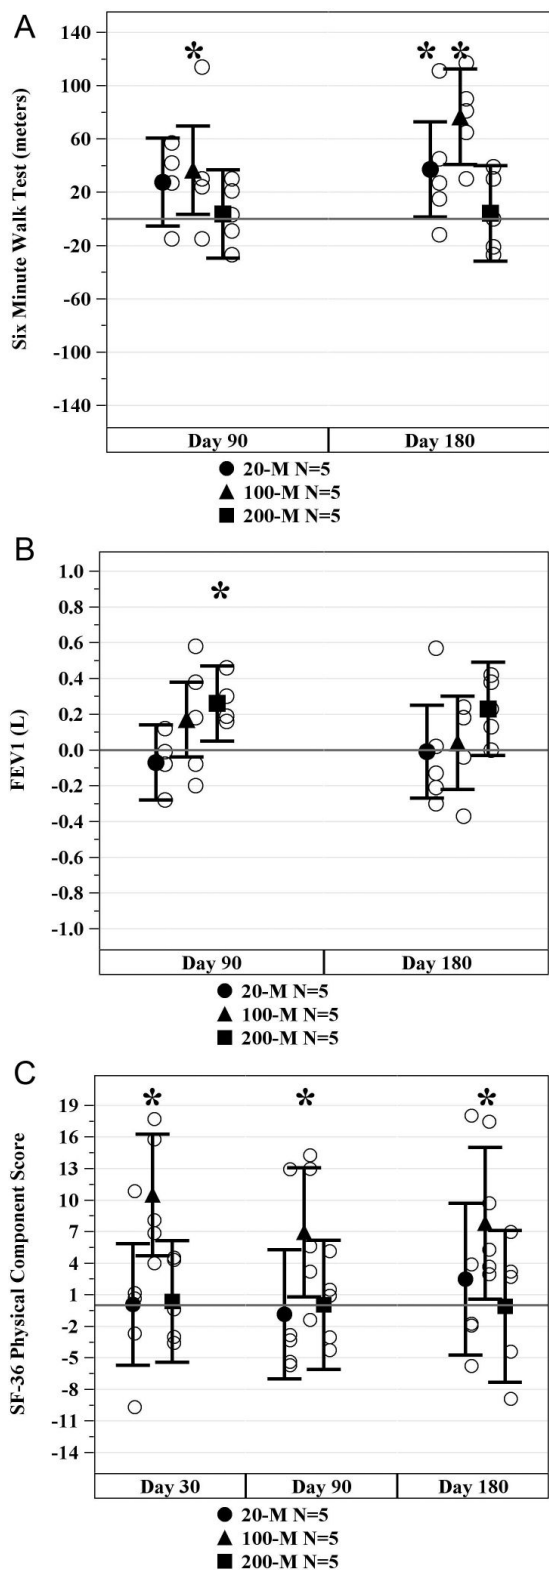 A
Six Minute Walk Test (meters)
140
100
60
20
-20
-60
-100
-140
* * *
Day 90 Day 180
● 20-M N=5
▲ 100-M N=5
■ 200-M N=5
B
FEV1 (L)
1.0
0.8
0.6
0.4
0.2
0.0
-0.2
-0.4
-0.6
-0.8
-1.0
*
Day 90 Day 180
● 20-M N=5
▲ 100-M N=5
■ 200-M N=5
C
SF-36 Physical Component Score
19
16
13
10
7
4
1
-2
-5
-8
-11
-14
* * *
Day 30 Day 90 Day 180
● 20-M N=5
▲ 100-M N=5
■ 200-M N=5